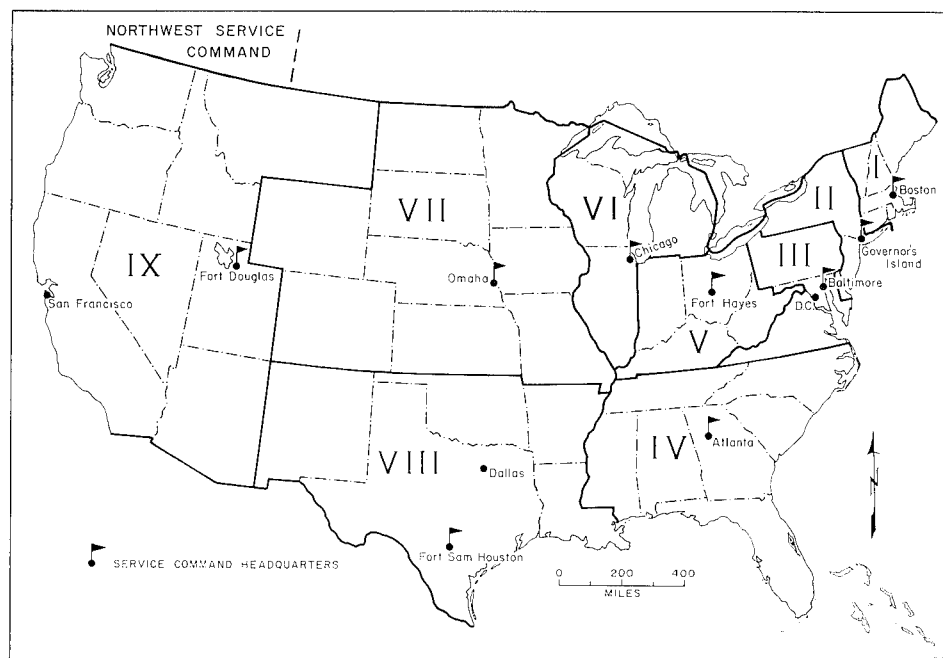 NORTHWEST SERVICE
COMMAND
I
Boston
II
VII
VI
Governor's
Island
Chicago
III
IX
Fort Douglas
Omaha
Baltimore
San Francisco
Fort Hayes
D.C.
V
IV
Atlanta
VIII
Dallas
Fort Sam Houston
SERVICE COMMAND HEADQUARTERS
0 200 400
MILES
N